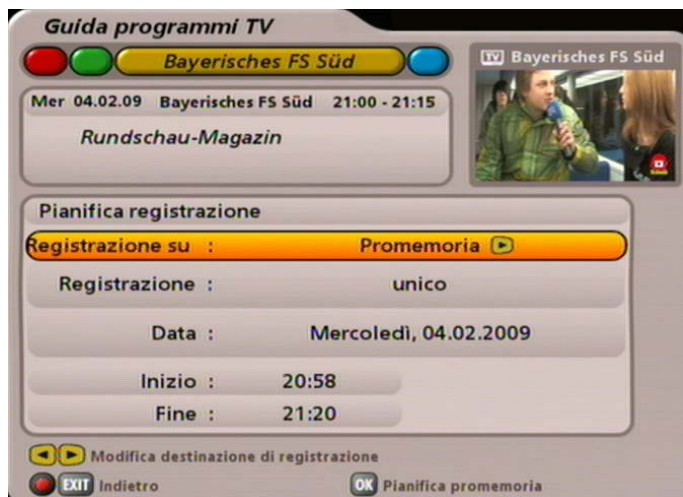 Guida programmi TV
Bayerisches FS Süd
TV Bayerisches FS Süd
Mer 04.02.09 Bayerisches FS Süd 21:00 - 21:15
Rundschau-Magazin
Pianifica registrazione
Registrazione su : Promemoria
Registrazione : unico
Data : Mercoledì, 04.02.2009
Inizio : 20:58
Fine : 21:20
Modifica destinazione di registrazione
EXIT Indietro
OK Pianifica promemoria